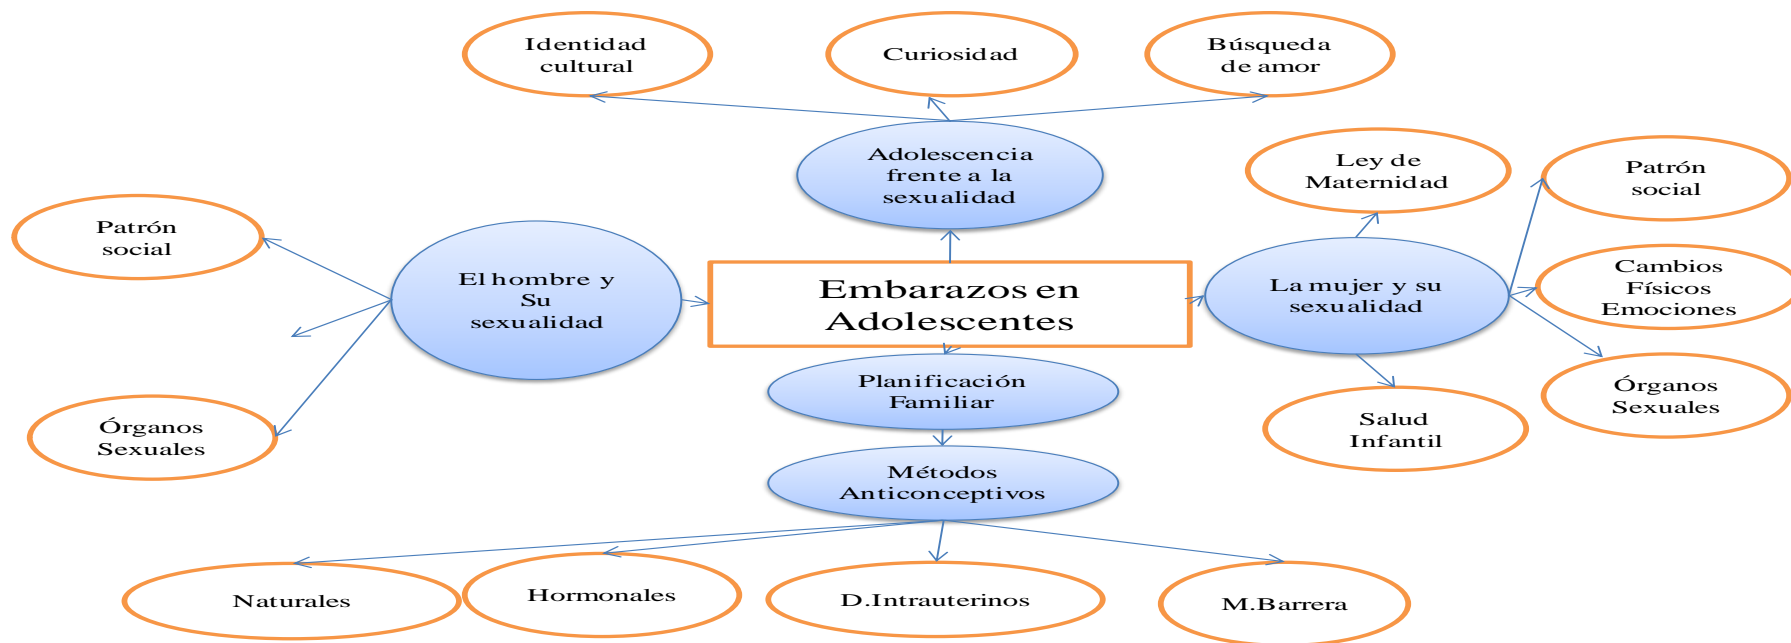 Identidad
cultural
Curiosidad
Búsqueda
de amor
Adolescencia
frente a la
sexualidad
Ley de
Maternidad
Patrón
social
Patrón
social
El hombre y
Su
sexualidad
Embarazos en
Adolescentes
La mujer y su
sexualidad
Cambios
Físicos
Emociones
Planificación
Familiar
Órganos
Sexuales
Salud
Infantil
Órganos
Sexuales
Métodos
Anticonceptivos
Naturales
Hormonales
D.Intrauterinos
M.Barrera